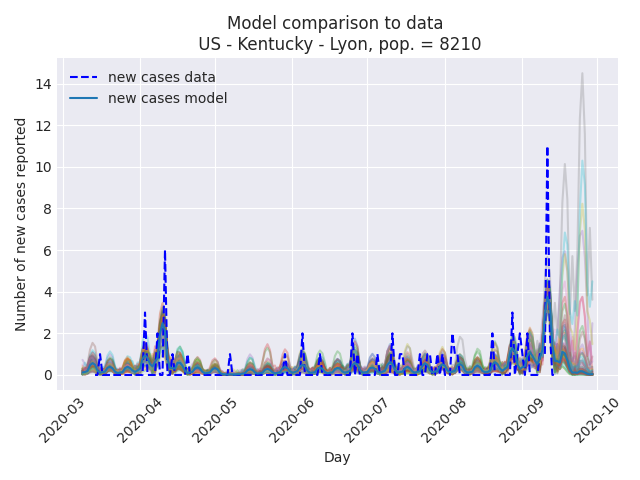 Model comparison to data
US - Kentucky - Lyon, pop. = 8210
new cases data
new cases model
Number of new cases reported
14
12
10
8
6
4
2
0
2020-03
2020-04
2020-05
2020-06
2020-07
2020-08
2020-09
2020-10
Day